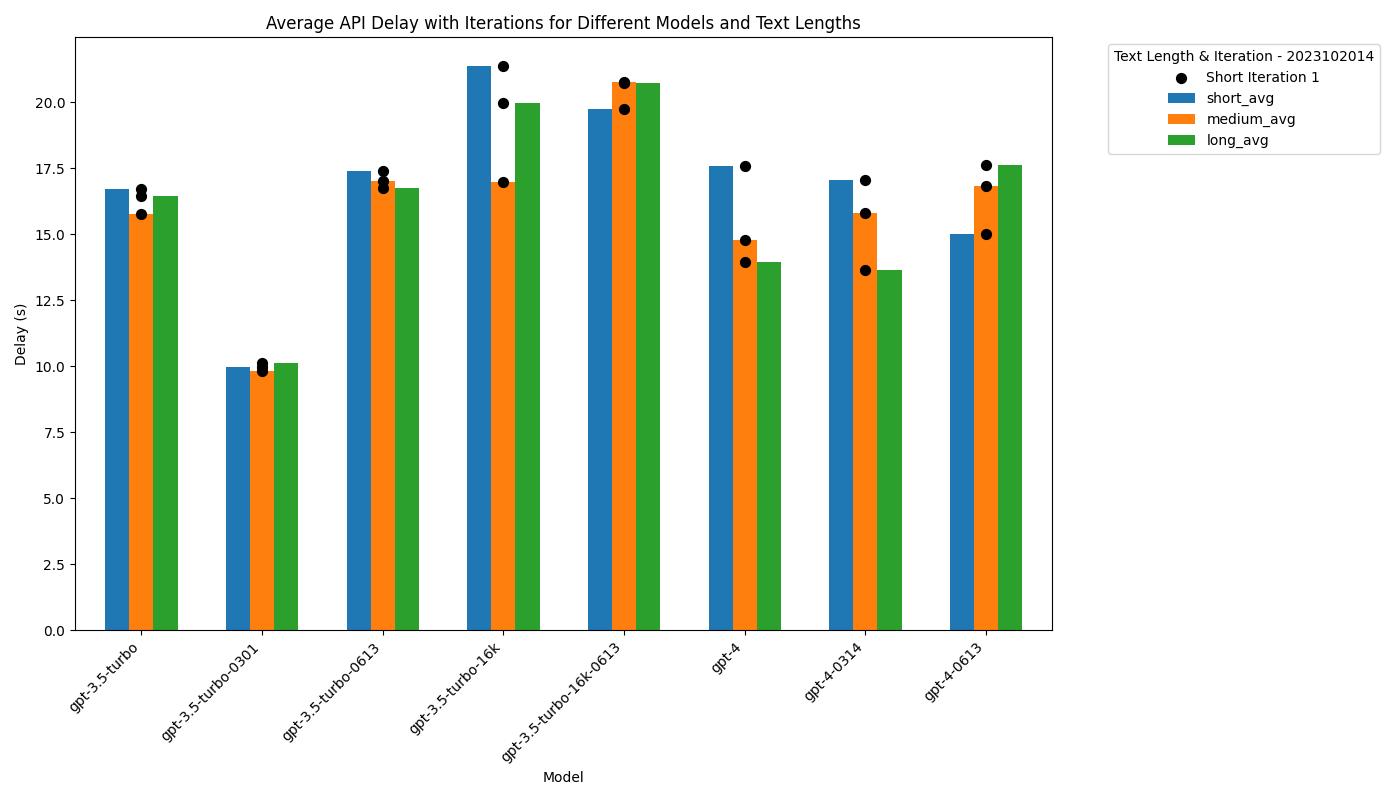 Average API Delay with Iterations for Different Models and Text Lengths
Text Length & Iteration - 2023102014
Short Iteration 1
short_avg
medium_avg
long_avg
Delay (s)
20.0
17.5
15.0
12.5
10.0
7.5
5.0
2.5
0.0
gpt-3.5-turbo
gpt-3.5-turbo-0301
gpt-3.5-turbo-0613
gpt-3.5-turbo-16k
gpt-3.5-turbo-16k-0613
gpt-4
gpt-4-0314
gpt-4-0613
Model